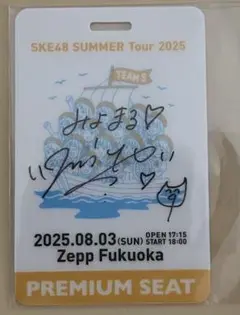 SKE48 SUMMER Tour 2025
TEAM S
みよまる♡
2025.08.03(SUN) OPEN 17:15 START 18:00
Zepp Fukuoka
PREMIUM SEAT